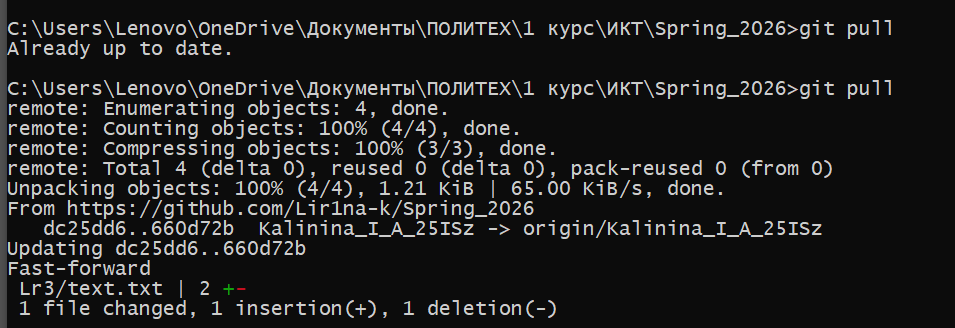 C:\Users\Lenovo\OneDrive\Документы\ПОЛИТЕХ\1 курс\ИКТ\Spring_2026>git pull
Already up to date.
C:\Users\Lenovo\OneDrive\Документы\ПОЛИТЕХ\1 курс\ИКТ\Spring_2026>git pull
remote: Enumerating objects: 4, done.
remote: Counting objects: 100% (4/4), done.
remote: Compressing objects: 100% (3/3), done.
remote: Total 4 (delta 0), reused 0 (delta 0), pack-reused 0 (from 0)
Unpacking objects: 100% (4/4), 1.21 KiB | 65.00 KiB/s, done.
From https://github.com/Lir1na-k/Spring_2026
   dc25dd6..660d72b  Kalinina_I_A_25ISz -> origin/Kalinina_I_A_25ISz
Updating dc25dd6..660d72b
Fast-forward
 Lr3/text.txt | 2 +-
 1 file changed, 1 insertion(+), 1 deletion(-)